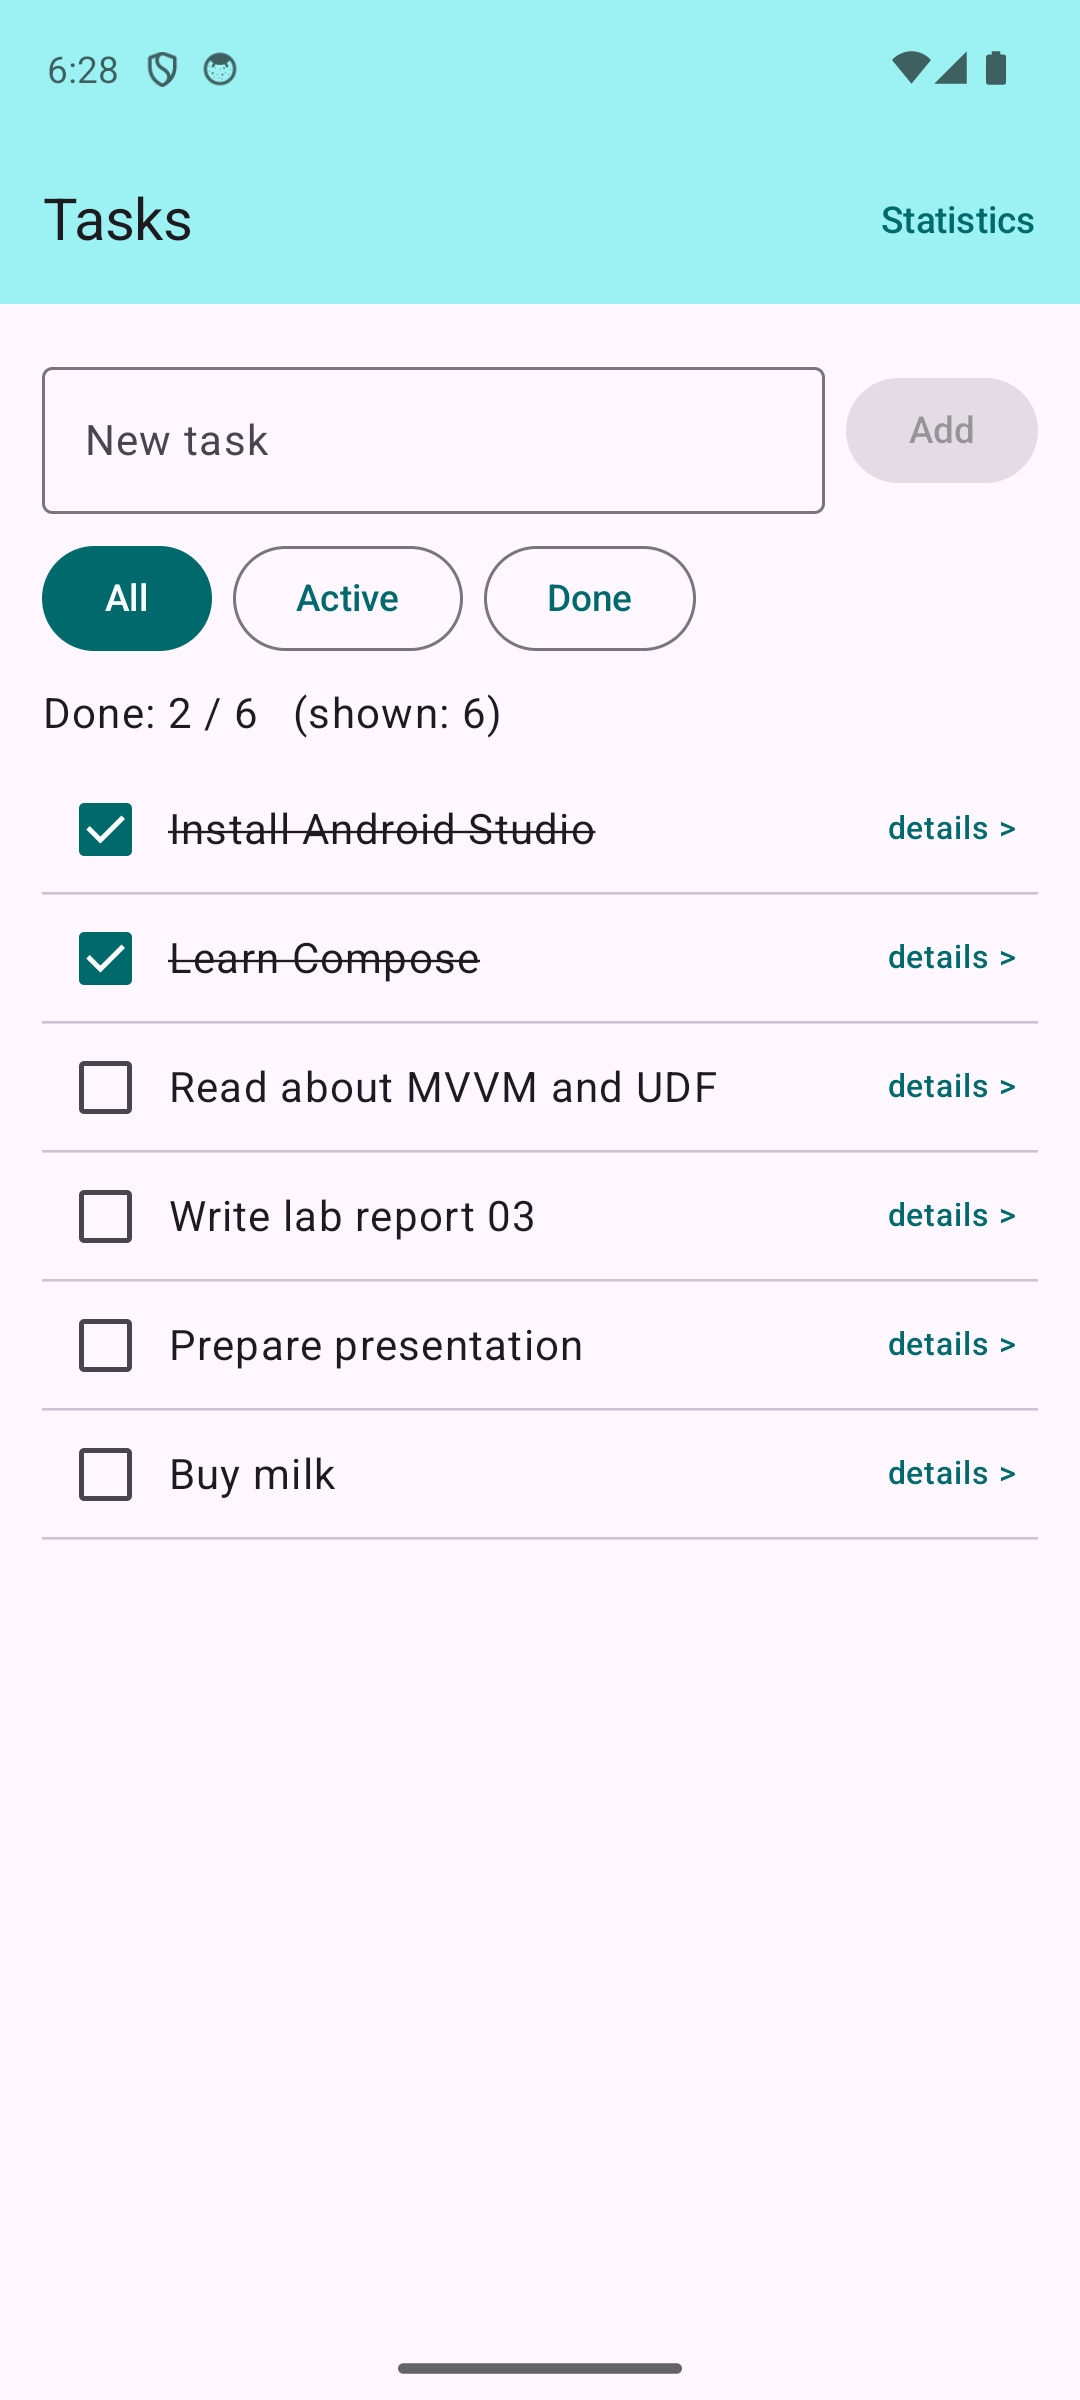 6:28
Tasks Statistics
New task Add
All Active Done
Done: 2 / 6 (shown: 6)
Install Android Studio details >
Learn Compose details >
Read about MVVM and UDF details >
Write lab report 03 details >
Prepare presentation details >
Buy milk details >